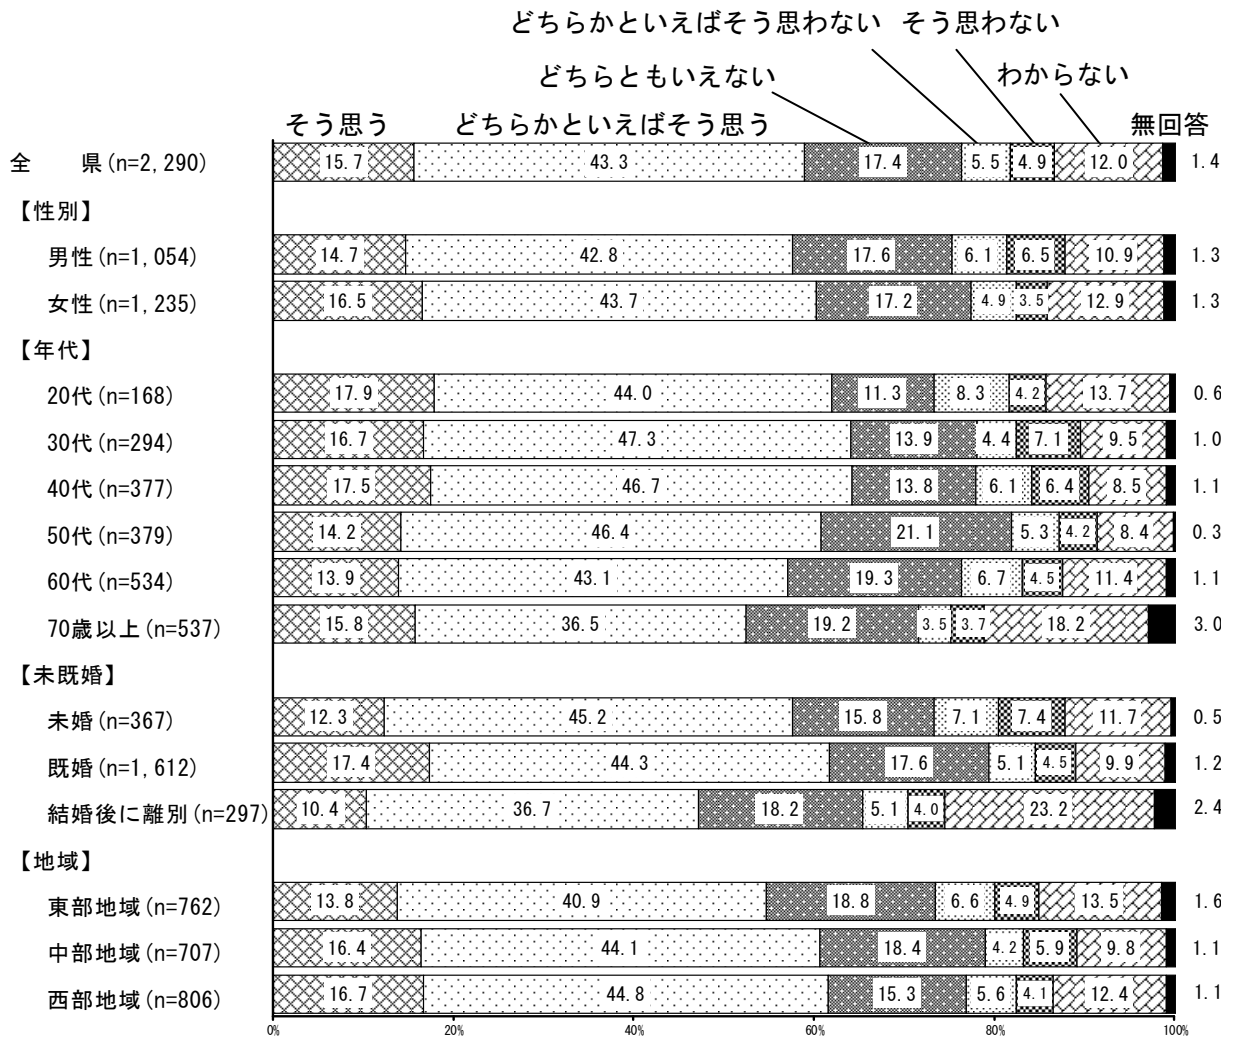 どちらかといえばそう思わない そう思わない
どちらともいえない わからない
そう思う どちらかといえばそう思う 無回答
全 県(n=2,290) 15.7 43.3 17.4 5.5 4.9 12.0 1.4
【性別】
男性(n=1,054) 14.7 42.8 17.6 6.1 6.5 10.9 1.3
女性(n=1,235) 16.5 43.7 17.2 4.9 3.5 12.9 1.3
【年代】
20代(n=168) 17.9 44.0 11.3 8.3 4.2 13.7 0.6
30代(n=294) 16.7 47.3 13.9 4.4 7.1 9.5 1.0
40代(n=377) 17.5 46.7 13.8 6.1 6.4 8.5 1.1
50代(n=379) 14.2 46.4 21.1 5.3 4.2 8.4 0.3
60代(n=534) 13.9 43.1 19.3 6.7 4.5 11.4 1.1
70歳以上(n=537) 15.8 36.5 19.2 3.5 3.7 18.2 3.0
【未既婚】
未婚(n=367) 12.3 45.2 15.8 7.1 7.4 11.7 0.5
既婚(n=1,612) 17.4 44.3 17.6 5.1 4.5 9.9 1.2
結婚後に離別(n=297) 10.4 36.7 18.2 5.1 4.0 23.2 2.4
【地域】
東部地域(n=762) 13.8 40.9 18.8 6.6 4.9 13.5 1.6
中部地域(n=707) 16.4 44.1 18.4 4.2 5.9 9.8 1.1
西部地域(n=806) 16.7 44.8 15.3 5.6 4.1 12.4 1.1
0% 20% 40% 60% 80% 100%